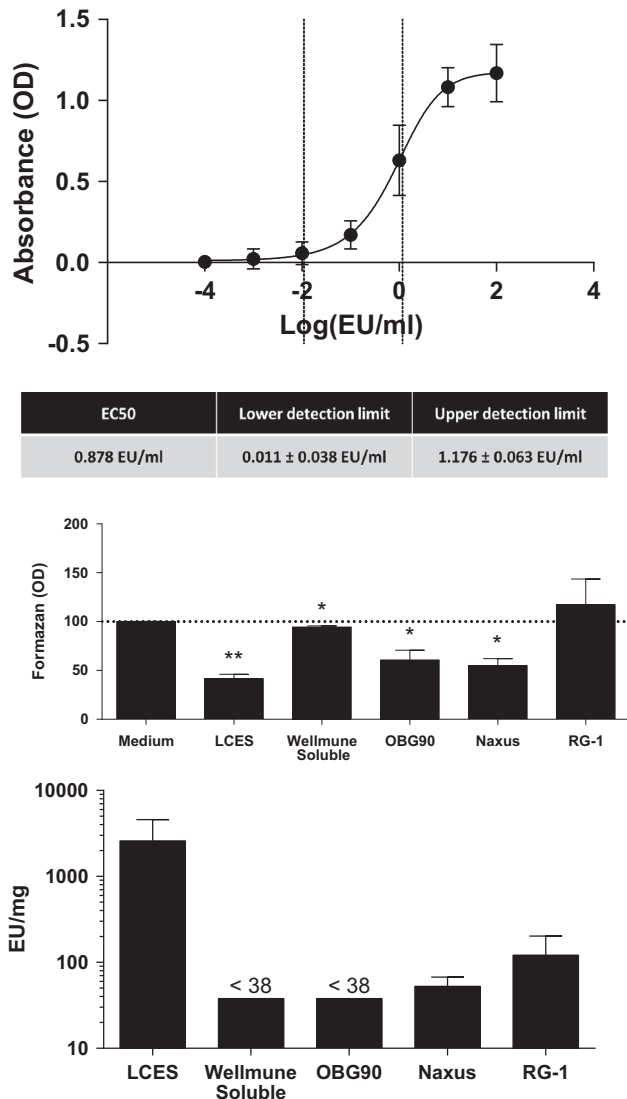 1.5
1.0
0.5
0.0
-0.5
Absorbance (OD)
-4 -2 0 2 4
Log(EU/ml)
EC50 Lower detection limit Upper detection limit
0.878 EU/ml 0.011 ± 0.038 EU/ml 1.176 ± 0.063 EU/ml
200
150
100
50
0
Formazan (OD)
** * * *
Medium LCES Wellmune OBG90 Naxus RG-1
Soluble
10000
1000
100
10
EU/mg
< 38 < 38
LCES Wellmune OBG90 Naxus RG-1
Soluble